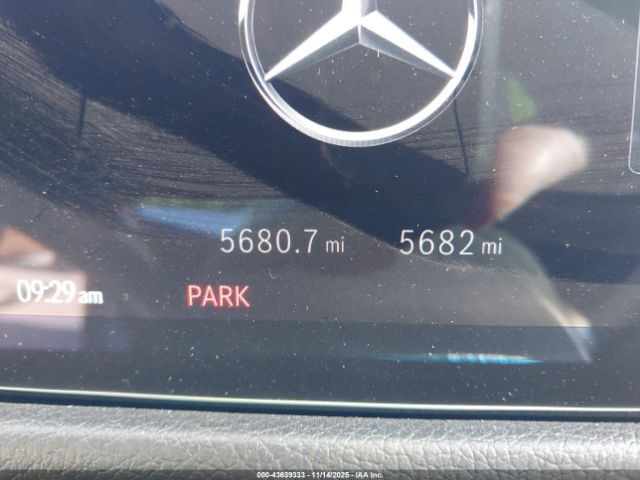 5680.7 mi 5682 mi
09:29 am PARK
000-43639333 - 11/14/2025 - IAA Inc.